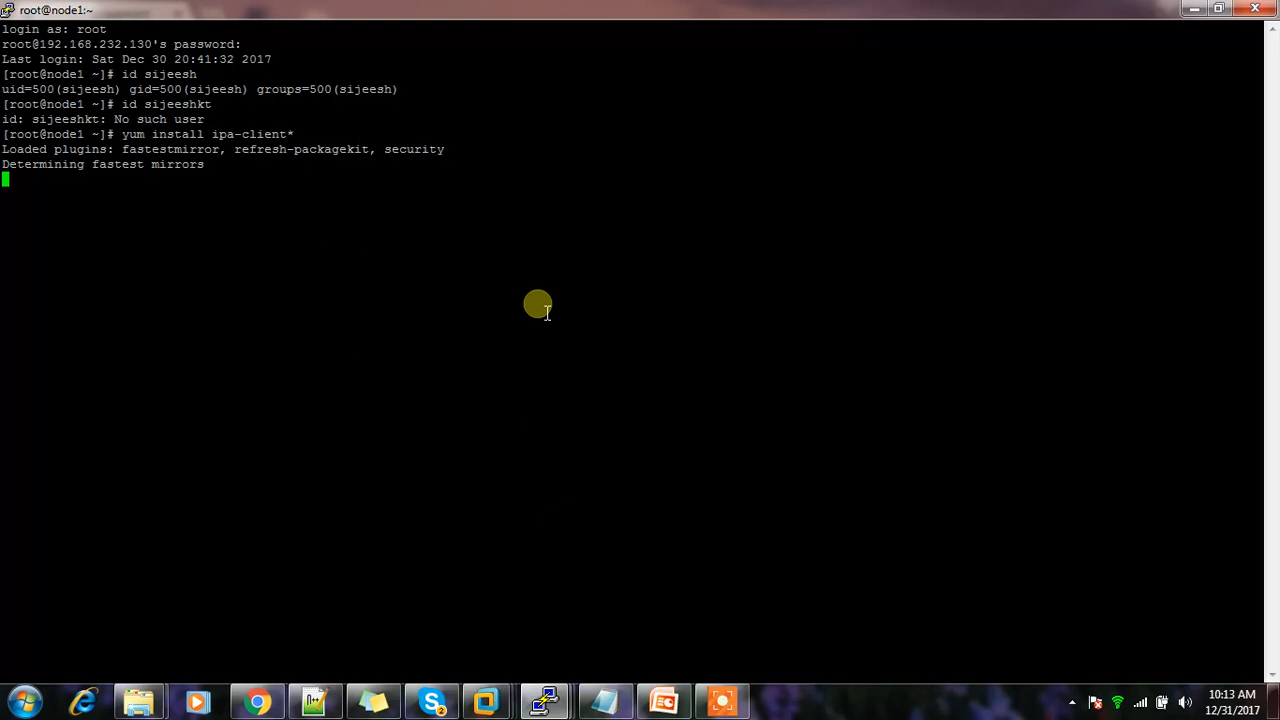 root@node1:~
login as: root
root@192.168.232.130's password:
Last login: Sat Dec 30 20:41:32 2017
[root@node1 ~]# id sijeesh
uid=500(sijeesh) gid=500(sijeesh) groups=500(sijeesh)
[root@node1 ~]# id sijeeshkt
id: sijeeshkt: No such user
[root@node1 ~]# yum install ipa-client*
Loaded plugins: fastestmirror, refresh-packagekit, security
Determining fastest mirrors
10:13 AM
12/31/2017